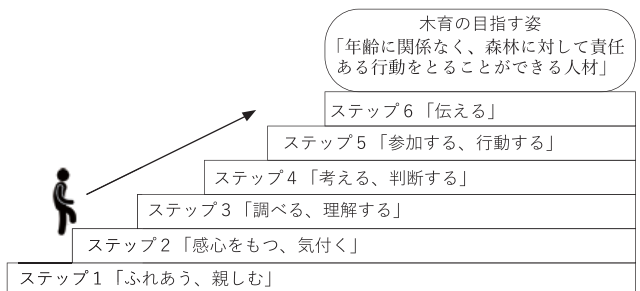 木育の目指す姿
「年齢に関係なく、森林に対して責任
ある行動をとることができる人材」
ステップ6「伝える」
ステップ5「参加する、行動する」
ステップ4「考える、判断する」
ステップ3「調べる、理解する」
ステップ2「感心をもつ、気付く」
ステップ1「ふれあう、親しむ」